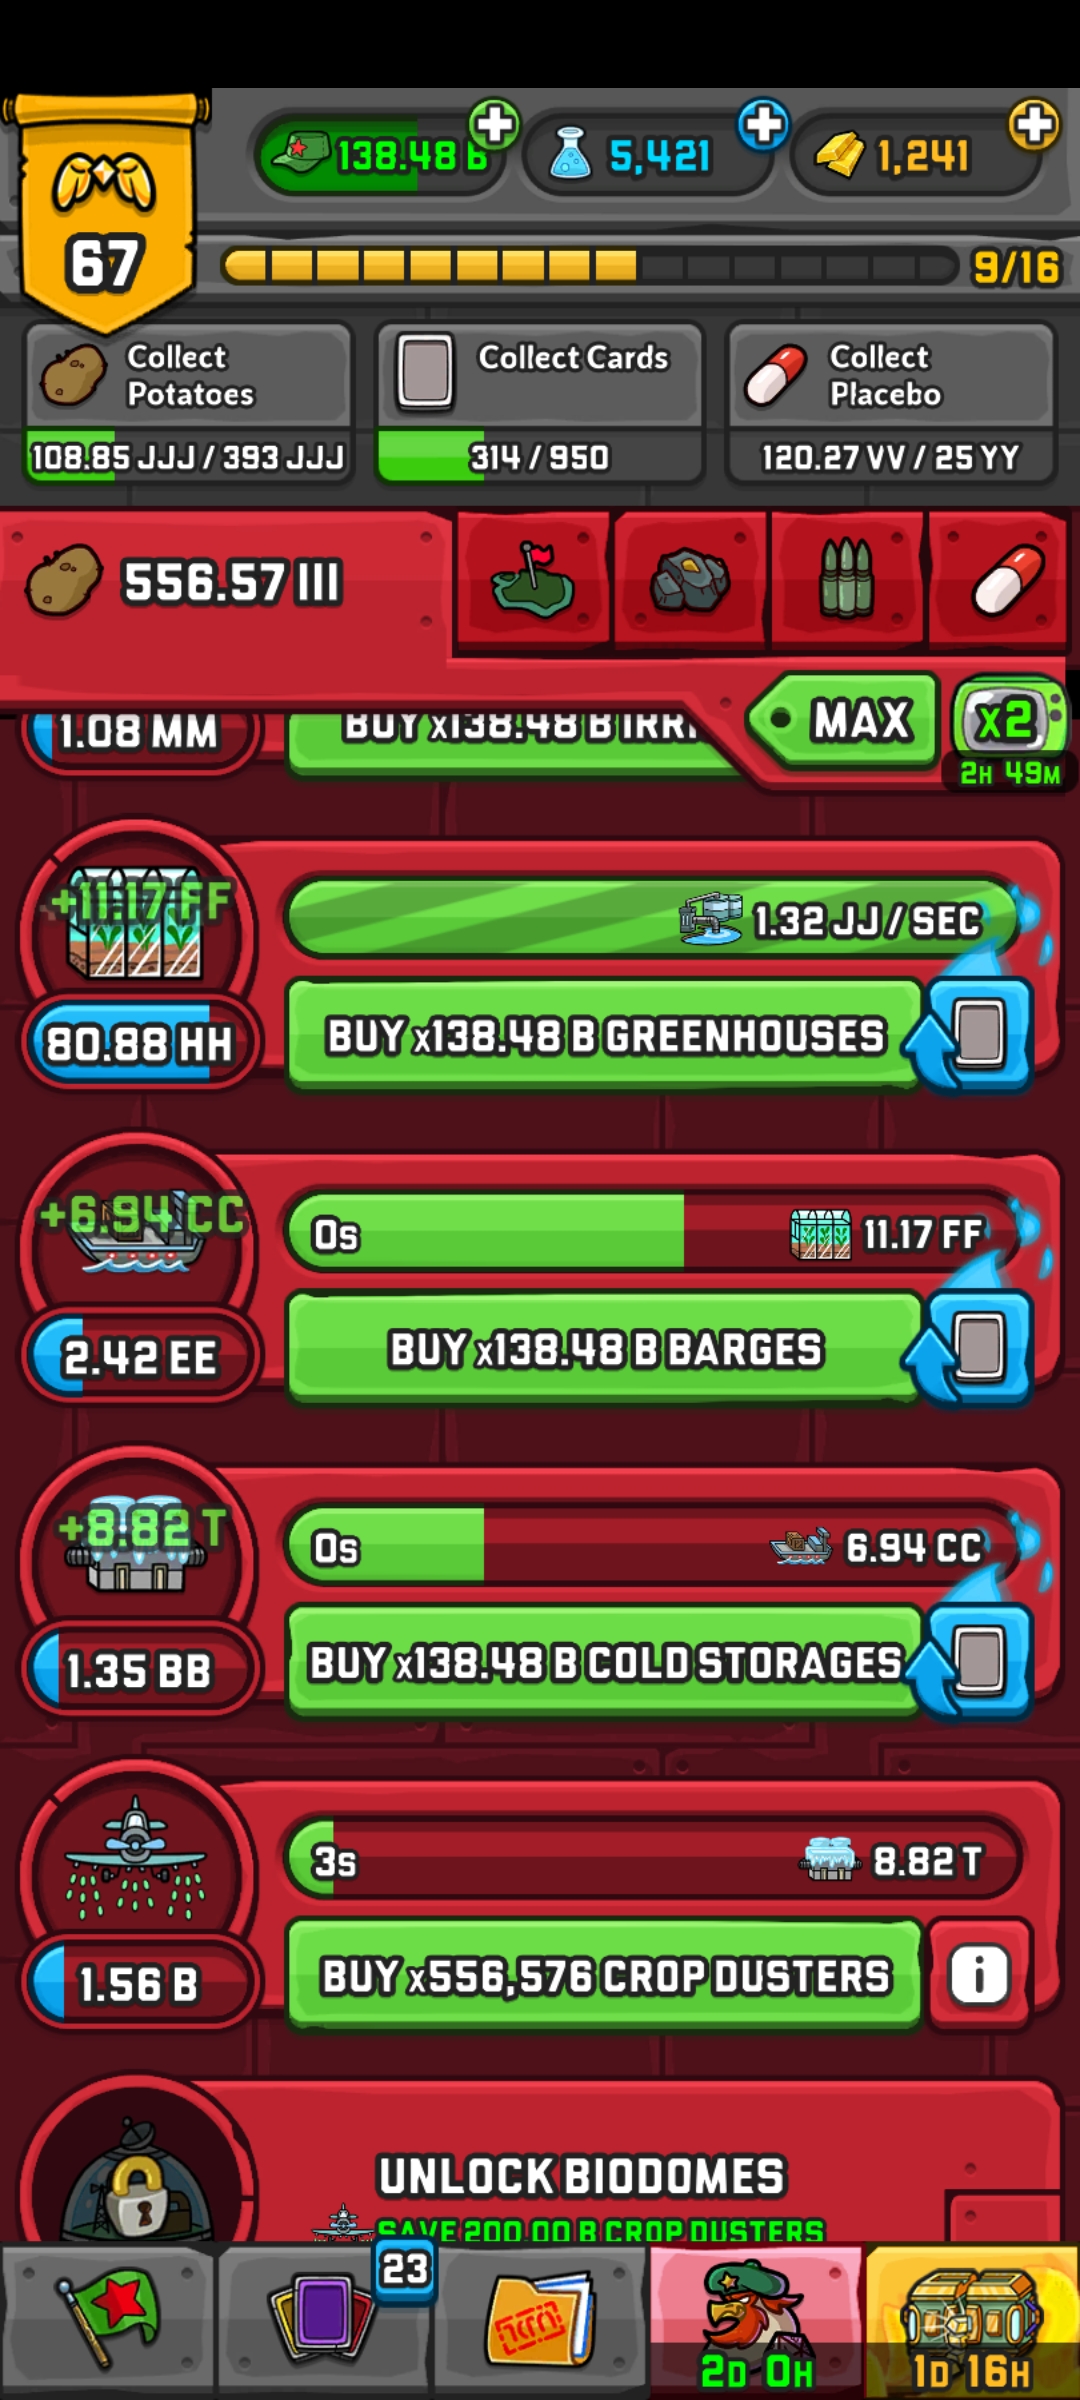 138.48 B
5,421
1,241
67
9/16
Collect
Potatoes
108.85 JJJ / 393 JJJ
Collect Cards
314 / 950
Collect
Placebo
120.27 VV / 25 YY
556.57 III
MAX
x2
2H 49M
1.08 MM
BUY x138.48 B
+11.17 FF
1.32 JJ / SEC
80.88 HH
BUY x138.48 B GREENHOUSES
+6.94 CC
0s
11.17 FF
2.42 EE
BUY x138.48 B BARGES
+8.82 T
0s
6.94 CC
1.35 BB
BUY x138.48 B COLD STORAGES
3s
8.82 T
1.56 B
BUY x556,576 CROP DUSTERS
i
UNLOCK BIODOMES
SAVE 200.00 B CROP DUSTERS
23
2D 0H
1D 16H